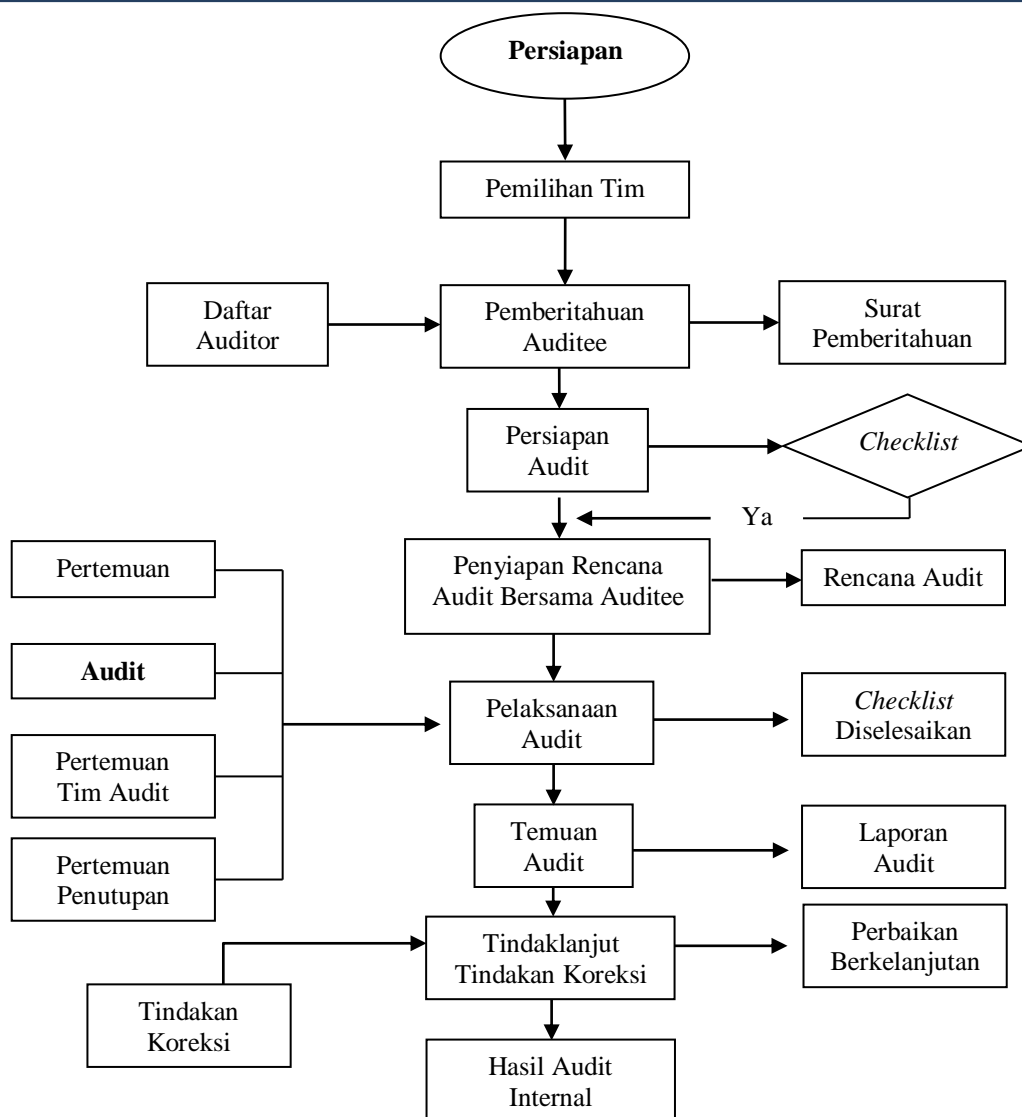 Persiapan
Pemilihan Tim
Daftar
Auditor
Pemberitahuan
Auditee
Surat
Pemberitahuan
Persiapan
Audit
Checklist
Ya
Pertemuan
Penyiapan Rencana
Audit Bersama Auditee
Rencana Audit
Audit
Pelaksanaan
Audit
Checklist
Diselesaikan
Pertemuan
Tim Audit
Temuan
Audit
Laporan
Audit
Pertemuan
Penutupan
Tindaklanjut
Tindakan Koreksi
Perbaikan
Berkelanjutan
Tindakan
Koreksi
Hasil Audit
Internal